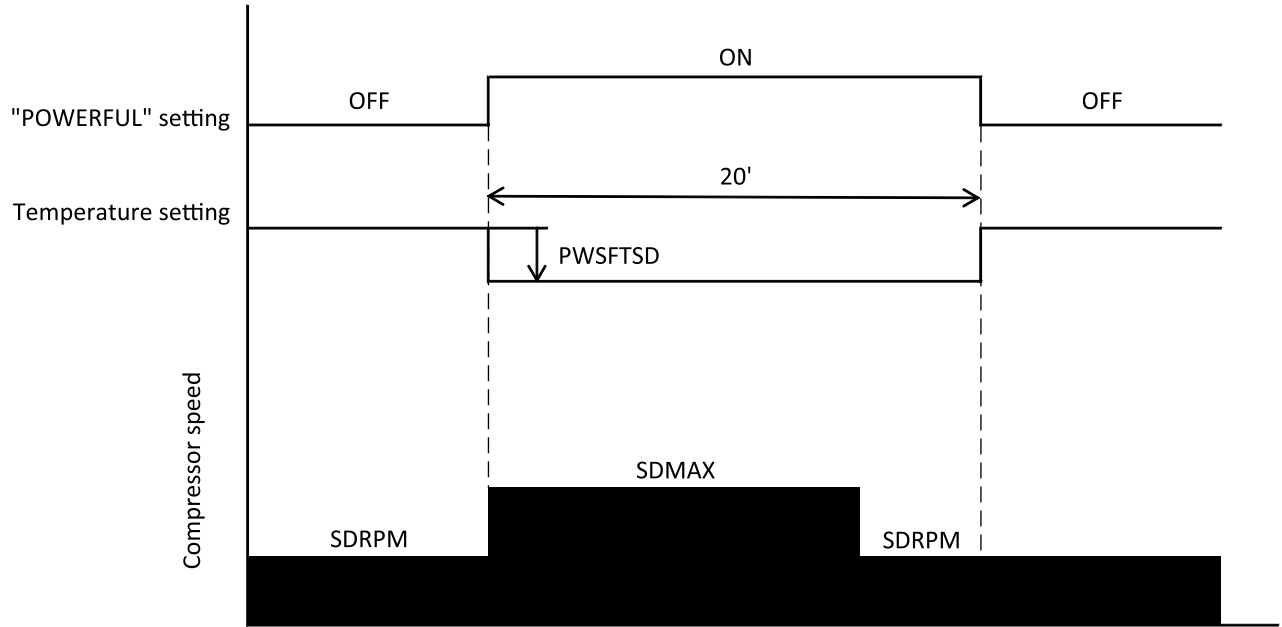 ON
OFF
OFF
"POWERFUL" setting
20'
Temperature setting
PWSFTSD
Compressor speed
SDMAX
SDRPM
SDRPM